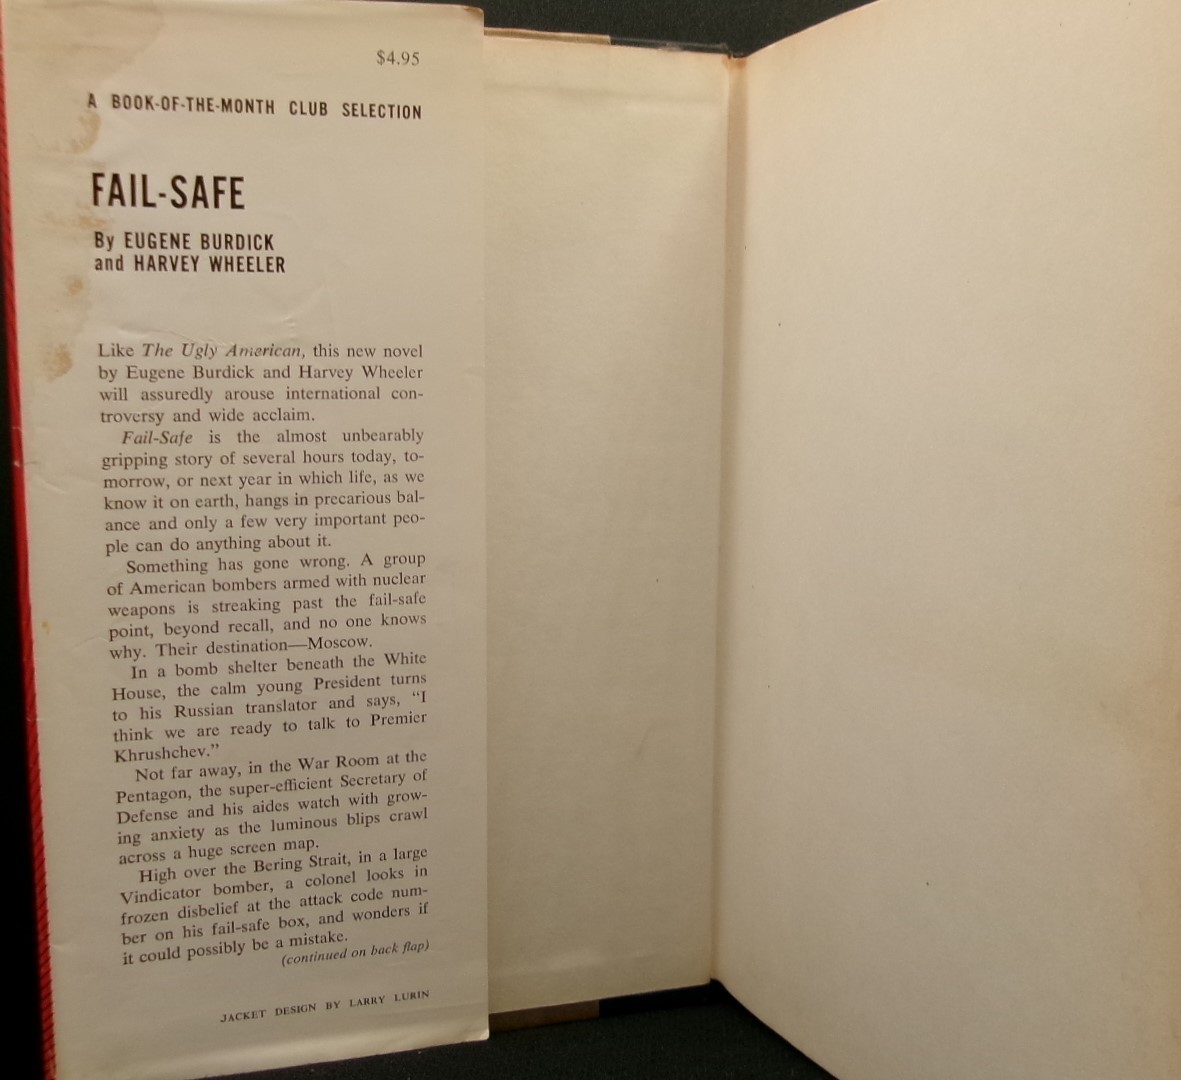 $4.95
A BOOK-OF-THE-MONTH CLUB SELECTION
FAIL-SAFE
By EUGENE BURDICK
and HARVEY WHEELER
Like The Ugly American, this new novel
by Eugene Burdick and Harvey Wheeler
will assuredly arouse international con-
troversy and wide acclaim.
Fail-Safe is the almost unbearably
gripping story of several hours today, to-
morrow, or next year in which life, as we
know it on earth, hangs in precarious bal-
ance and only a few very important peo-
ple can do anything about it.
Something has gone wrong. A group
of American bombers armed with nuclear
weapons is streaking past the fail-safe
point, beyond recall, and no one knows
why. Their destination—Moscow.
In a bomb shelter beneath the White
House, the calm young President turns
to his Russian translator and says, “I
think we are ready to talk to Premier
Khrushchev.”
Not far away, in the War Room at the
Pentagon, the super-efficient Secretary of
Defense and his aides watch with grow-
ing anxiety as the luminous blips crawl
across a huge screen map.
High over the Bering Strait, in a large
Vindicator bomber, a colonel looks in
frozen disbelief at the attack code num-
ber on his fail-safe box, and wonders if
it could possibly be a mistake.
(continued on back flap)
JACKET DESIGN BY LARRY LURIN